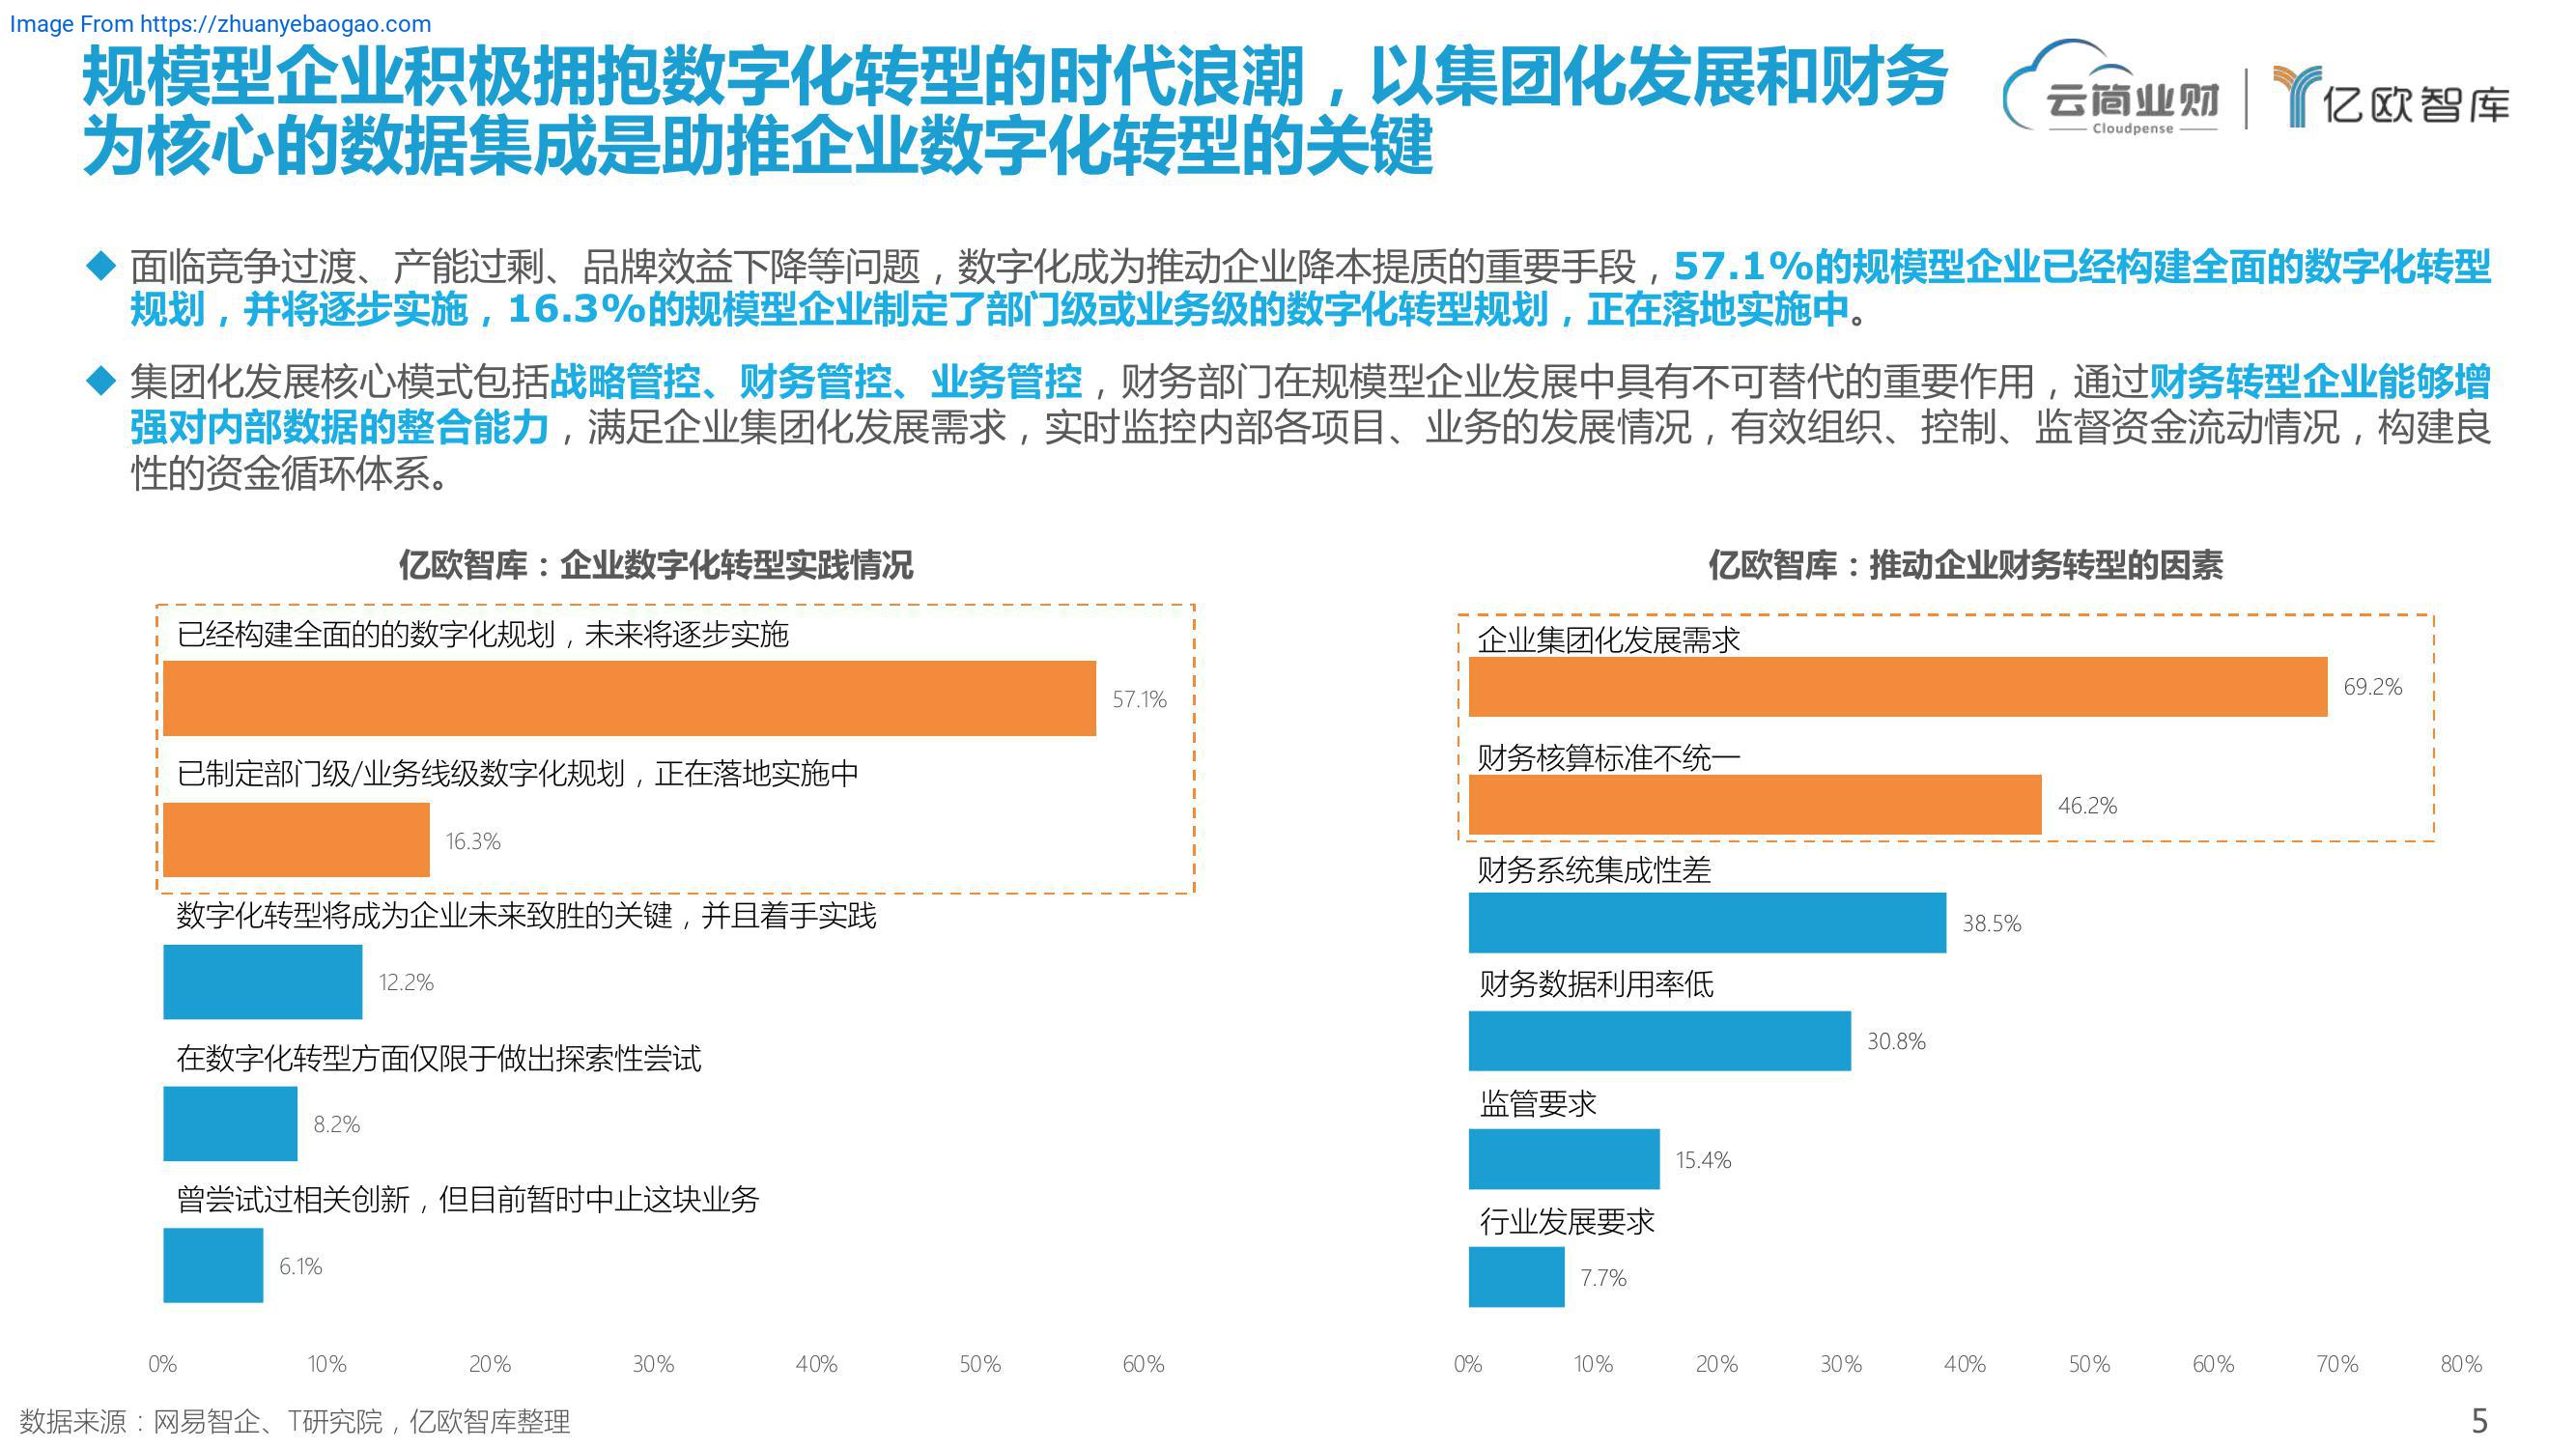 Image From https://zhuanyebaogao.com
规模型企业积极拥抱数字化转型的时代浪潮，以集团化发展和财务
为核心的数据集成是助推企业数字化转型的关键
云简业财
Cloudpense
亿欧智库
面临竞争过渡、产能过剩、品牌效益下降等问题，数字化成为推动企业降本提质的重要手段，57.1%的规模型企业已经构建全面的数字化转型
规划，并将逐步实施，16.3%的规模型企业制定了部门级或业务级的数字化转型规划，正在落地实施中。
集团化发展核心模式包括战略管控、财务管控、业务管控，财务部门在规模型企业发展中具有不可替代的重要作用，通过财务转型企业能够增
强对内部数据的整合能力，满足企业集团化发展需求，实时监控内部各项目、业务的发展情况，有效组织、控制、监督资金流动情况，构建良
性的资金循环体系。
亿欧智库：企业数字化转型实践情况
已经构建全面的的数字化规划，未来将逐步实施
57.1%
已制定部门级/业务线级数字化规划，正在落地实施中
16.3%
数字化转型将成为企业未来致胜的关键，并且着手实践
12.2%
在数字化转型方面仅限于做出探索性尝试
8.2%
曾尝试过相关创新，但目前暂时中止这块业务
6.1%
0% 10% 20% 30% 40% 50% 60%
亿欧智库：推动企业财务转型的因素
企业集团化发展需求
69.2%
财务核算标准不统一
46.2%
财务系统集成性差
38.5%
财务数据利用率低
30.8%
监管要求
15.4%
行业发展要求
7.7%
0% 10% 20% 30% 40% 50% 60% 70% 80%
数据来源：网易智企、T研究院，亿欧智库整理
5